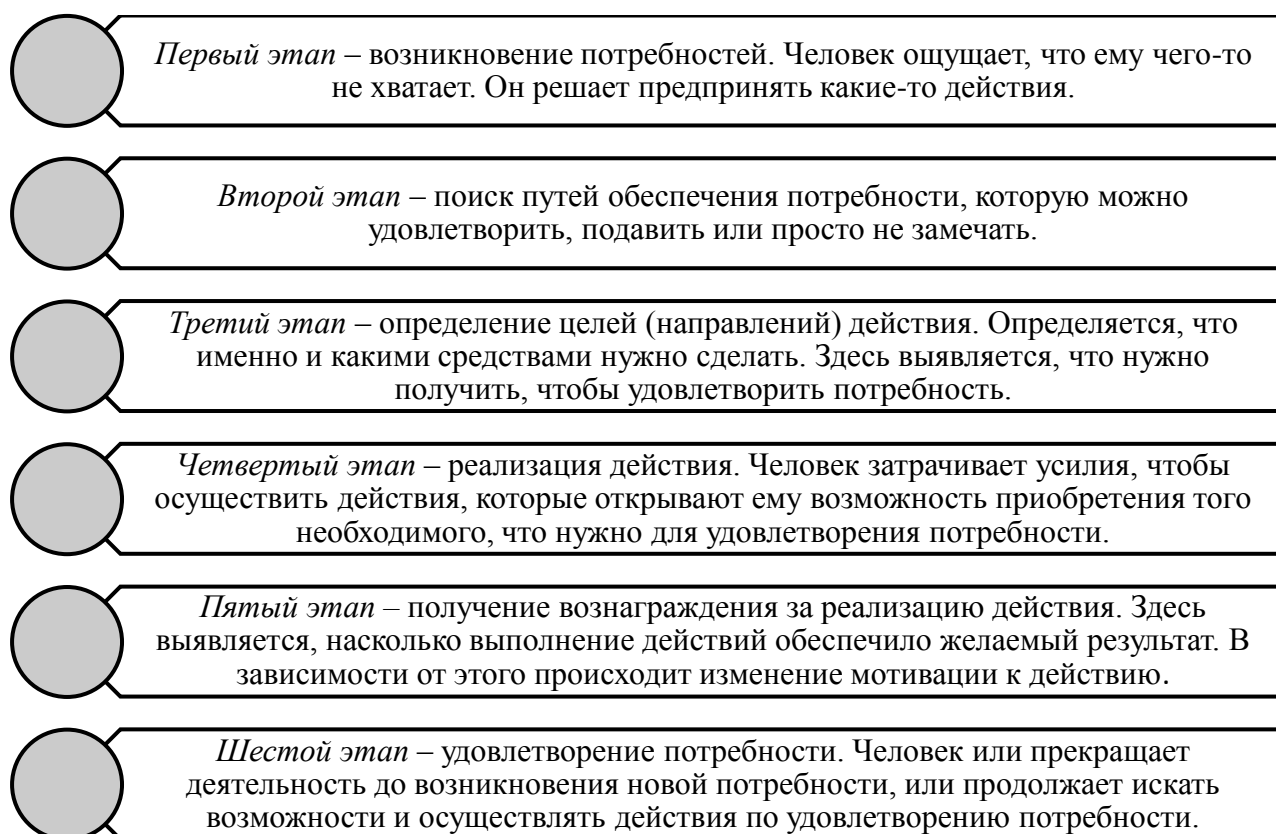 Первый этап – возникновение потребностей. Человек ощущает, что ему чего-то
не хватает. Он решает предпринять какие-то действия.
Второй этап – поиск путей обеспечения потребности, которую можно
удовлетворить, подавить или просто не замечать.
Третий этап – определение целей (направлений) действия. Определяется, что
именно и какими средствами нужно сделать. Здесь выявляется, что нужно
получить, чтобы удовлетворить потребность.
Четвертый этап – реализация действия. Человек затрачивает усилия, чтобы
осуществить действия, которые открывают ему возможность приобретения того
необходимого, что нужно для удовлетворения потребности.
Пятый этап – получение вознаграждения за реализацию действия. Здесь
выявляется, насколько выполнение действий обеспечило желаемый результат. В
зависимости от этого происходит изменение мотивации к действию.
Шестой этап – удовлетворение потребности. Человек или прекращает
деятельность до возникновения новой потребности, или продолжает искать
возможности и осуществлять действия по удовлетворению потребности.